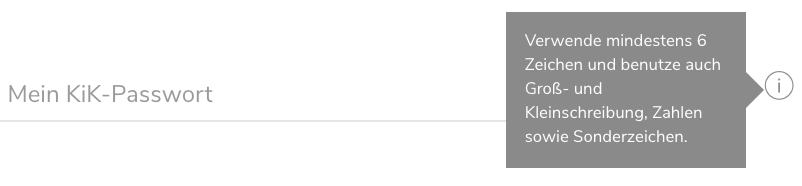 Mein KiK-Passwort
Verwende mindestens 6
Zeichen und benutze auch
Groß- und
Kleinschreibung, Zahlen
sowie Sonderzeichen.
i